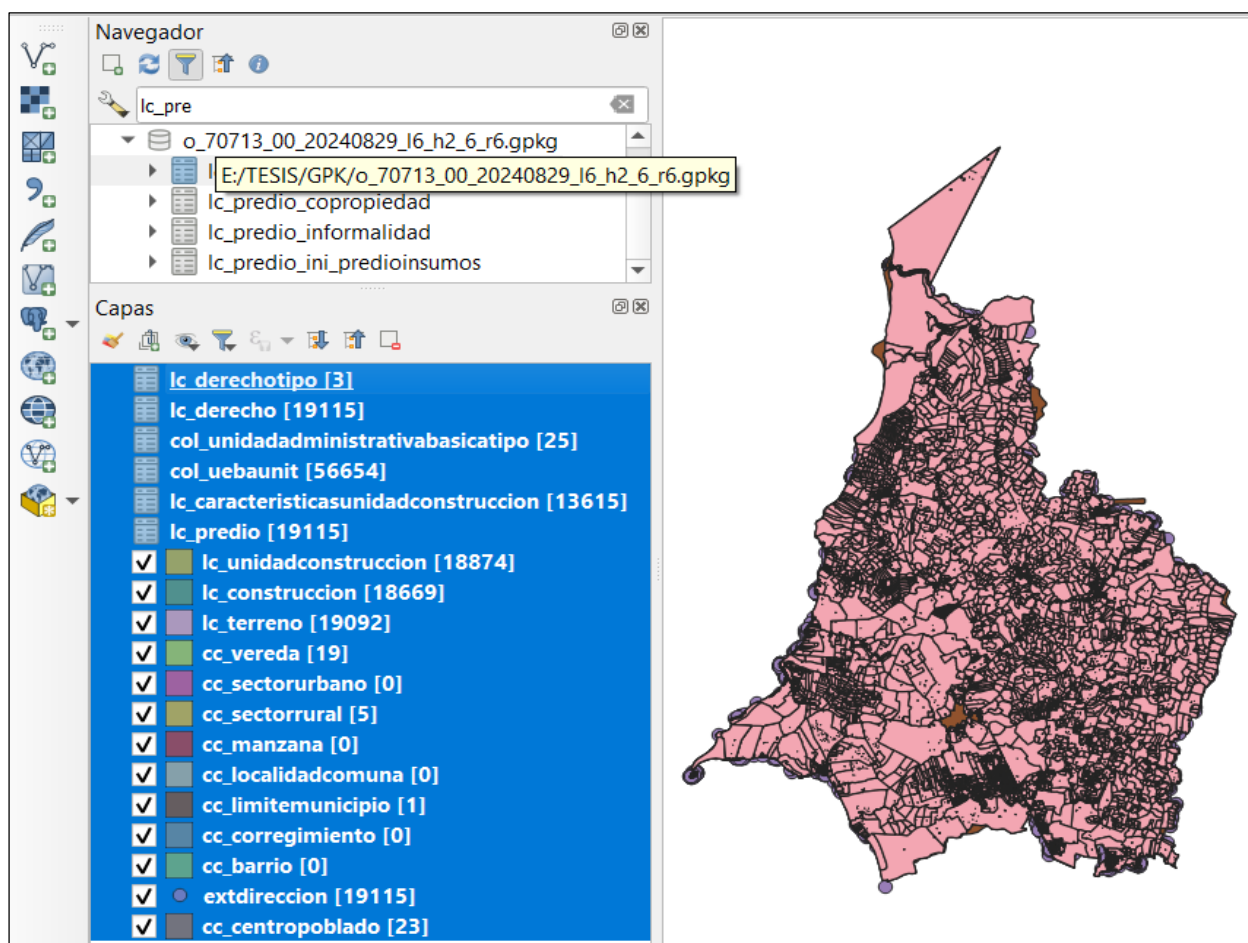 Navegador
lc_pre
o_70713_00_20240829_l6_h2_6_r6.gpkg
E:/TESIS/GPK/o_70713_00_20240829_l6_h2_6_r6.gpkg
lc_predio_copropiedad
lc_predio_informalidad
lc_predio_ini_predioinsumos
Capas
lc_derechotipo [3]
lc_derecho [19115]
col_unidadadministrativabasicatipo [25]
col_uebaunit [56654]
lc_caracteristicasunidadconstruccion [13615]
lc_predio [19115]
lc_unidadconstruccion [18874]
lc_construccion [18669]
lc_terreno [19092]
cc_vereda [19]
cc_sectorurbano [0]
cc_sectorrural [5]
cc_manzana [0]
cc_localidadcomuna [0]
cc_limitemunicipio [1]
cc_corregimiento [0]
cc_barrio [0]
extdireccion [19115]
cc_centropoblado [23]